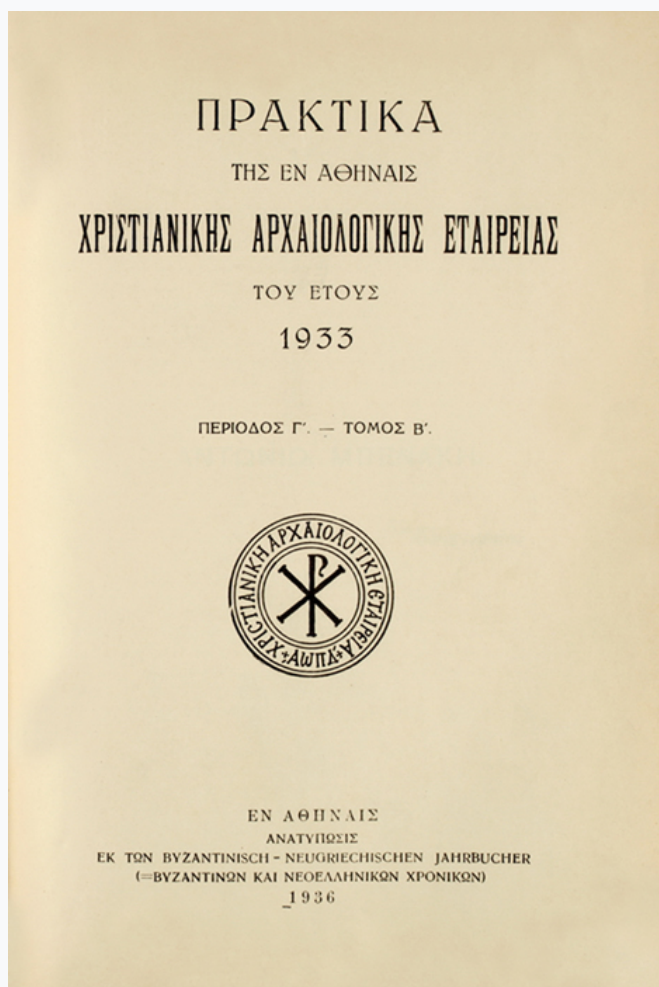 ΠΡΑΚΤΙΚΑ
ΤΗΣ ΕΝ ΑΘΗΝΑΙΣ
ΧΡΙΣΤΙΑΝΙΚΗΣ ΑΡΧΑΙΟΛΟΓΙΚΗΣ ΕΤΑΙΡΕΙΑΣ
ΤΟΥ ΕΤΟΥΣ
1933
ΠΕΡΙΟΔΟΣ Γ'. — ΤΟΜΟΣ Β'.
ΧΡΙϹΤΙΑΝΙΚΗ ΑΡΧΑΙΟΛΟΓΙΚΗ ΕΤΑΙΡΕΙΑ
ΑΩΠΔ
ΕΝ ΑΘΗΝΑΙΣ
ΑΝΑΤΥΠΩΣΙΣ
ΕΚ ΤΩΝ BYZANTINISCH - NEUGRIECHISCHEN JAHRBUCHER
(=ΒΥΖΑΝΤΙΝΩΝ ΚΑΙ ΝΕΟΕΛΛΗΝΙΚΩΝ ΧΡΟΝΙΚΩΝ)
1936